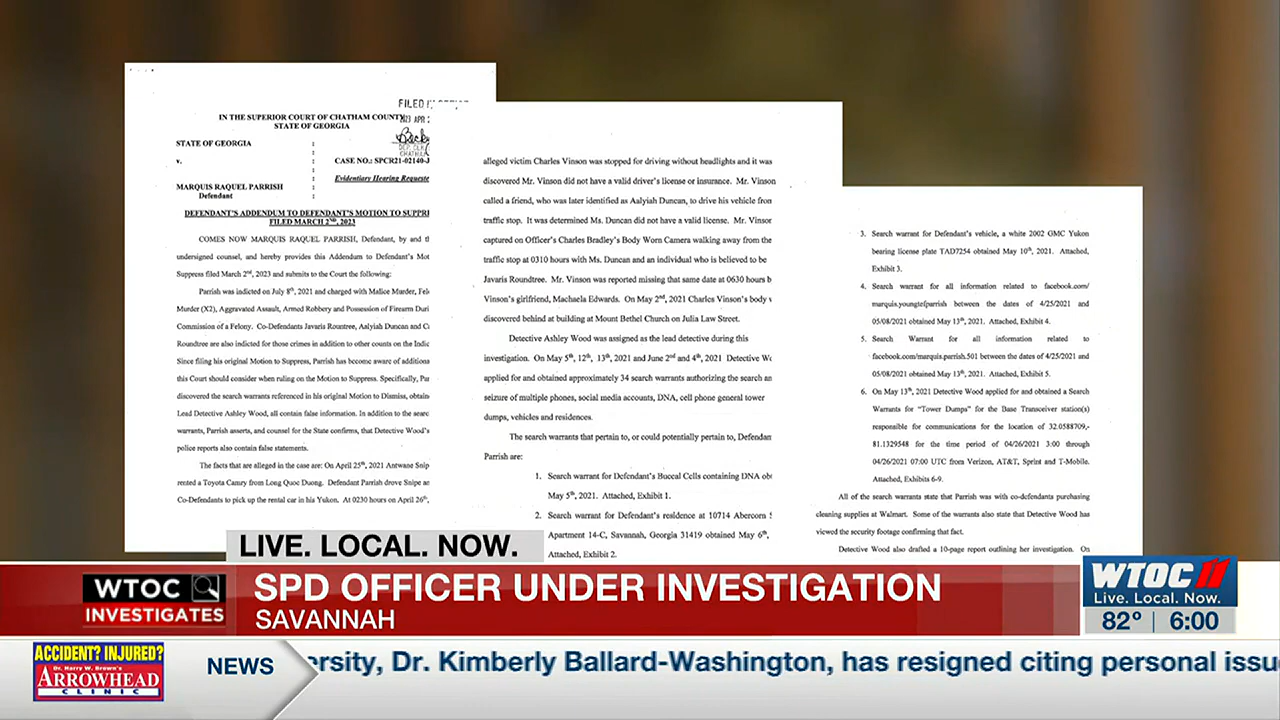 FILED
IN THE SUPERIOR COURT OF CHATHAM COUNTY
STATE OF GEORGIA
STATE OF GEORGIA
v.
CASE NO.: SPCR21-02140-J
Evidentiary Hearing Requeste
MARQUIS RAQUEL PARRISH
Defendant
DEFENDANT'S ADDENDUM TO DEFENDANT'S MOTION TO SUPPRI
FILED MARCH 2ND, 2023
COMES NOW MARQUIS RAQUEL PARRISH, Defendant, by and th
undersigned counsel, and hereby provides this Addendum to Defendant's Mot
Suppress filed March 2nd, 2023 and submits to the Court the following:
Parrish was indicted on July 8th, 2021 and charged with Malice Murder, Fel
Murder (X2), Aggravated Assault, Armed Robbery and Possession of Firearm Duri
Commission of a Felony. Co-Defendants Javaris Rountree, Aalyiah Duncan and Ca
Roundtree are also indicted for those crimes in addition to other counts on the Indic
Since filing his original Motion to Suppress, Parrish has become aware of additiona
this Court should consider when ruling on the Motion to Suppress. Specifically, Pur
discovered the search warrants referenced in his original Motion to Dismiss, obtain
Lead Detective Ashley Wood, all contain false information. In addition to the searc
warrants, Parrish asserts, and counsel for the State confirms, that Detective Wood's
police reports also contain false statements.
The facts that are alleged in the case are: On April 25th, 2021 Antwane Snip
rented a Toyota Camry from Long Quoc Duong. Defendant Parrish drove Snipe an
Co-Defendants to pick up the rental car in his Yukon. At 0230 hours on April 26th,
alleged victim Charles Vinson was stopped for driving without headlights and it was
discovered Mr. Vinson did not have a valid driver's license or insurance. Mr. Vinson
called a friend, who was later identified as Aalyiah Duncan, to drive his vehicle from
traffic stop. It was determined Ms. Duncan did not have a valid license. Mr. Vinson
captured on Officer's Charles Bradley's Body Worn Camera walking away from the
traffic stop at 0310 hours with Ms. Duncan and an individual who is believed to be
Javaris Roundtree. Mr. Vinson was reported missing that same date at 0630 hours b
Vinson's girlfriend, Machaela Edwards. On May 2nd, 2021 Charles Vinson's body w
discovered behind at building at Mount Bethel Church on Julia Law Street.
Detective Ashley Wood was assigned as the lead detective during this
investigation. On May 5th, 12th, 13th, 2021 and June 2nd and 4th, 2021 Detective Wo
applied for and obtained approximately 34 search warrants authorizing the search an
seizure of multiple phones, social media accounts, DNA, cell phone general tower
dumps, vehicles and residences.
The search warrants that pertain to, or could potentially pertain to, Defendan
Parrish are:
1. Search warrant for Defendant's Buccal Cells containing DNA ob
May 5th, 2021. Attached, Exhibit 1.
2. Search warrant for Defendant's residence at 10714 Abercorn S
Apartment 14-C, Savannah, Georgia 31419 obtained May 6th,
Attached, Exhibit 2.
3. Search warrant for Defendant's vehicle, a white 2002 GMC Yukon
bearing license plate TAD7254 obtained May 10th, 2021. Attached,
Exhibit 3.
4. Search warrant for all information related to facebook.com/
marquis.youngtefparrish between the dates of 4/25/2021 and
05/08/2021 obtained May 13th, 2021. Attached, Exhibit 4.
5. Search Warrant for all information related to
facebook.com/marquis.parrish.501 between the dates of 4/25/2021 and
05/08/2021 obtained May 13th, 2021. Attached, Exhibit 5.
6. On May 13th, 2021 Detective Wood applied for and obtained a Search
Warrants for "Tower Dumps" for the Base Transceiver station(s)
responsible for communications for the location of 32.0588709,-
81.1329548 for the time period of 04/26/2021 3:00 through
04/26/2021 07:00 UTC from Verizon, AT&T, Sprint and T-Mobile.
Attached, Exhibits 6-9.
All of the search warrants state that Parrish was with co-defendants purchasing
cleaning supplies at Walmart. Some of the warrants also state that Detective Wood has
viewed the security footage confirming that fact.
Detective Wood also drafted a 10-page report outlining her investigation. On
LIVE. LOCAL. NOW.
WTOC
INVESTIGATES
SPD OFFICER UNDER INVESTIGATION
SAVANNAH
WTOC 11
Live. Local. Now.
82° | 6:00
ACCIDENT? INJURED?
Dr. Harry W. Brown's
ARROWHEAD
CLINIC
NEWS
ersity, Dr. Kimberly Ballard-Washington, has resigned citing personal issu